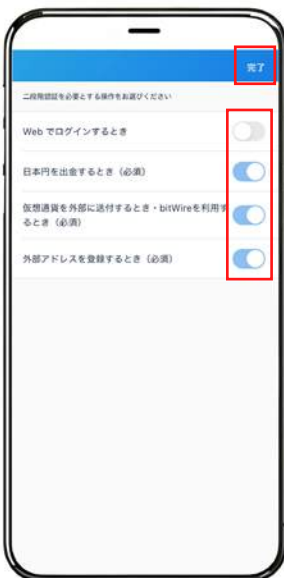 完了
二段階認証を必要とする操作をお選びください
Web でログインするとき
日本円を出金するとき（必須）
仮想通貨を外部に送付するとき・bitWireを利用す
るとき（必須）
外部アドレスを登録するとき（必須）